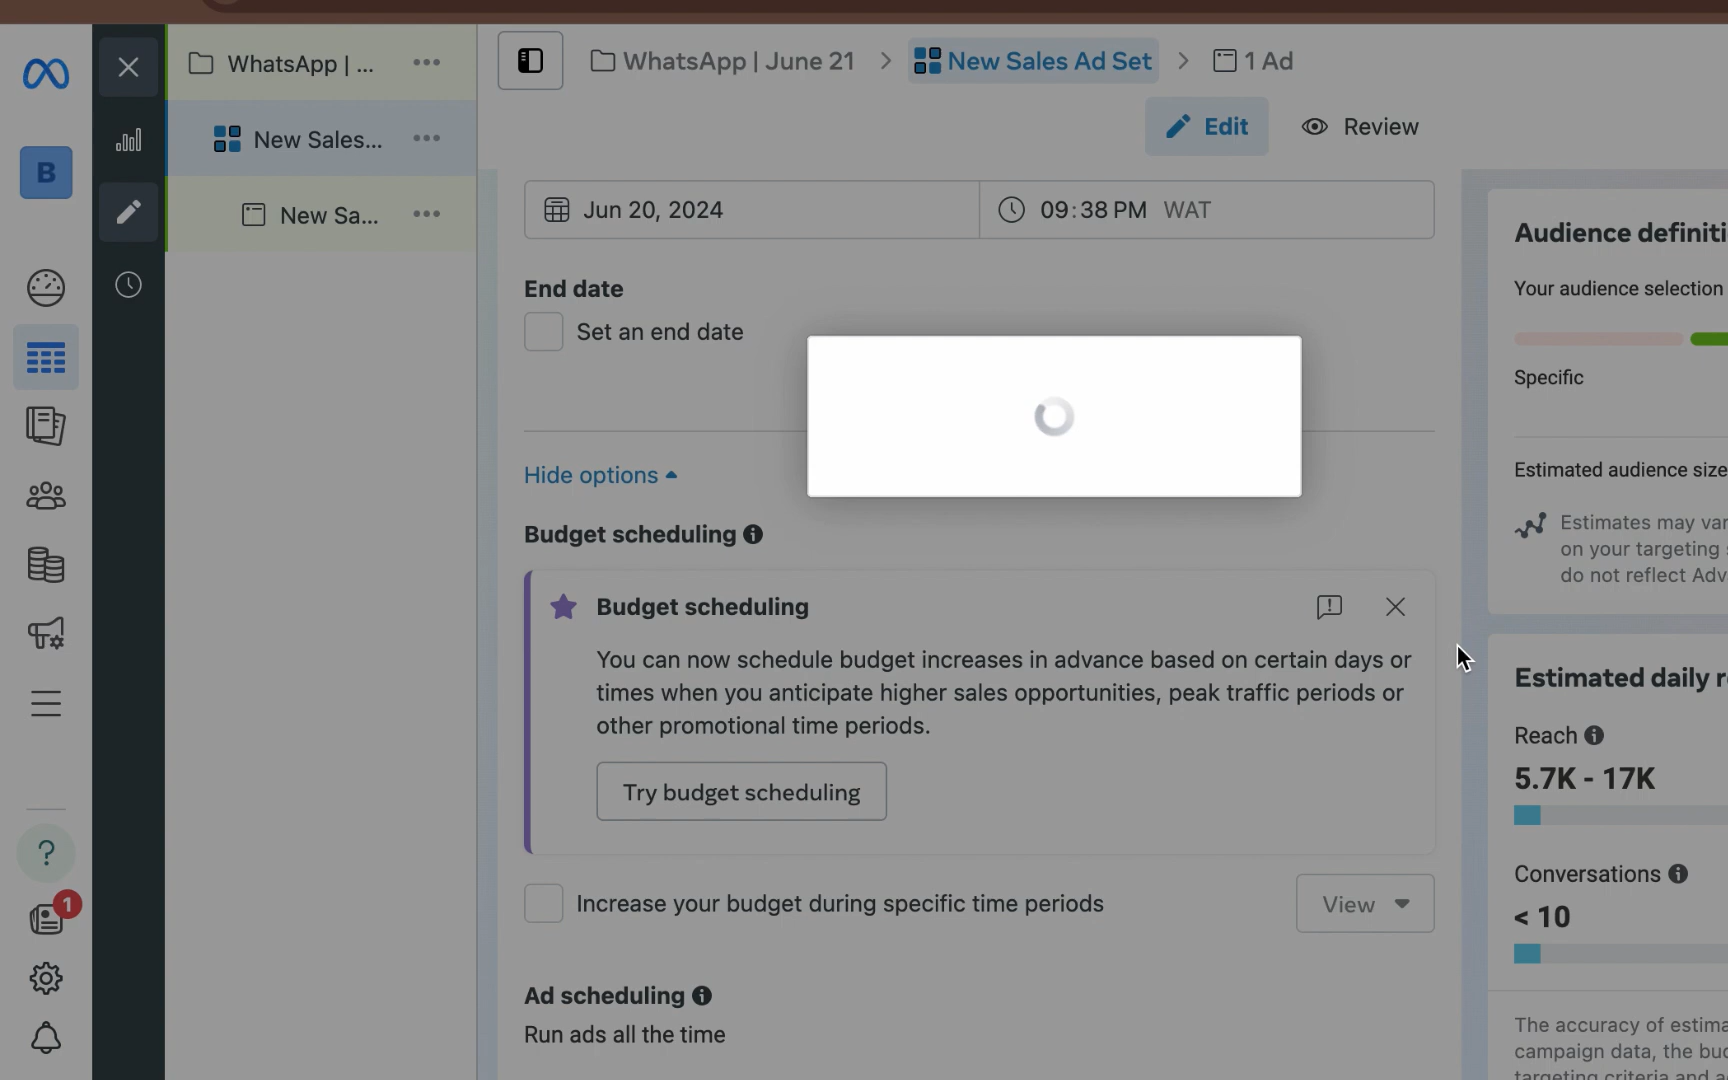 WhatsApp | ...
WhatsApp | June 21
New Sales Ad Set
1 Ad
B
New Sales...
Edit
Review
New Sa...
Jun 20, 2024
09:38 PM WAT
Audience definiti
Your audience selection
End date
Set an end date
Specific
Hide options
Estimated audience size
Budget scheduling
Estimates may var
on your targeting s
do not reflect Adv
Budget scheduling
You can now schedule budget increases in advance based on certain days or
times when you anticipate higher sales opportunities, peak traffic periods or
other promotional time periods.
Try budget scheduling
Estimated daily r
Reach
5.7K - 17K
Conversations
< 10
?
1
Increase your budget during specific time periods
View
Ad scheduling
Run ads all the time
The accuracy of estima
campaign data, the bud
targeting criteria and a